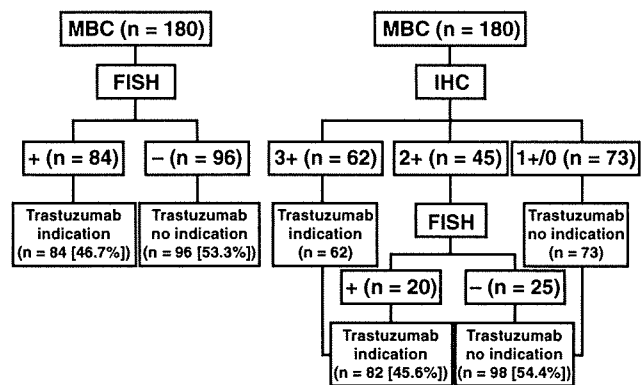 MBC (n = 180)
FISH
+ (n = 84)
− (n = 96)
Trastuzumab
indication
(n = 84 [46.7%])
Trastuzumab
no indication
(n = 96 [53.3%])
MBC (n = 180)
IHC
3+ (n = 62)
2+ (n = 45)
1+/0 (n = 73)
Trastuzumab
indication
(n = 62)
FISH
Trastuzumab
no indication
(n = 73)
+ (n = 20)
− (n = 25)
Trastuzumab
indication
(n = 82 [45.6%])
Trastuzumab
no indication
(n = 98 [54.4%])